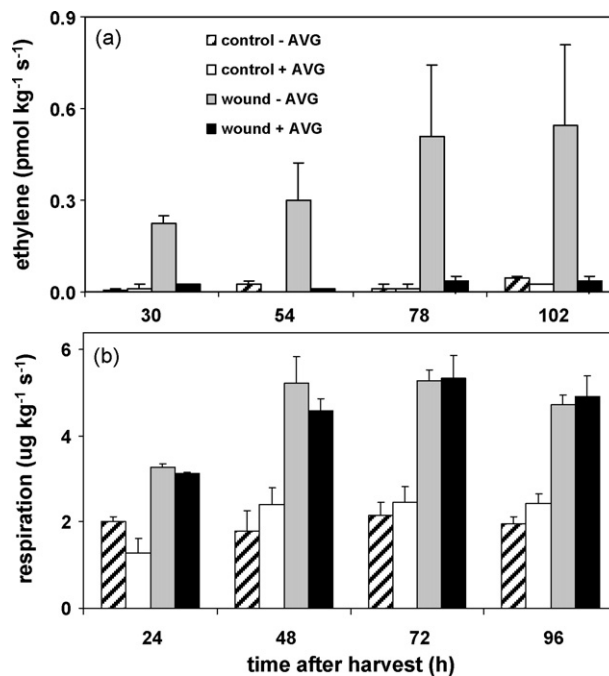 (a)
control - AVG
control + AVG
wound - AVG
wound + AVG
ethylene (pmol kg⁻¹ s⁻¹)
0.9
0.6
0.3
0.0
30 54 78 102
(b)
respiration (ug kg⁻¹ s⁻¹)
6
4
2
0
24 48 72 96
time after harvest (h)